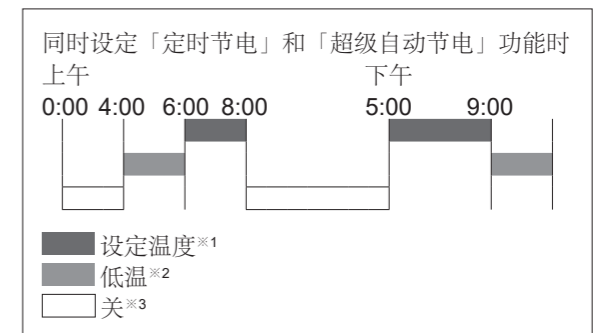 同时设定「定时节电」和「超级自动节电」功能时
上午 下午
0:00 4:00 6:00 8:00 5:00 9:00
设定温度※1
低温※2
关※3